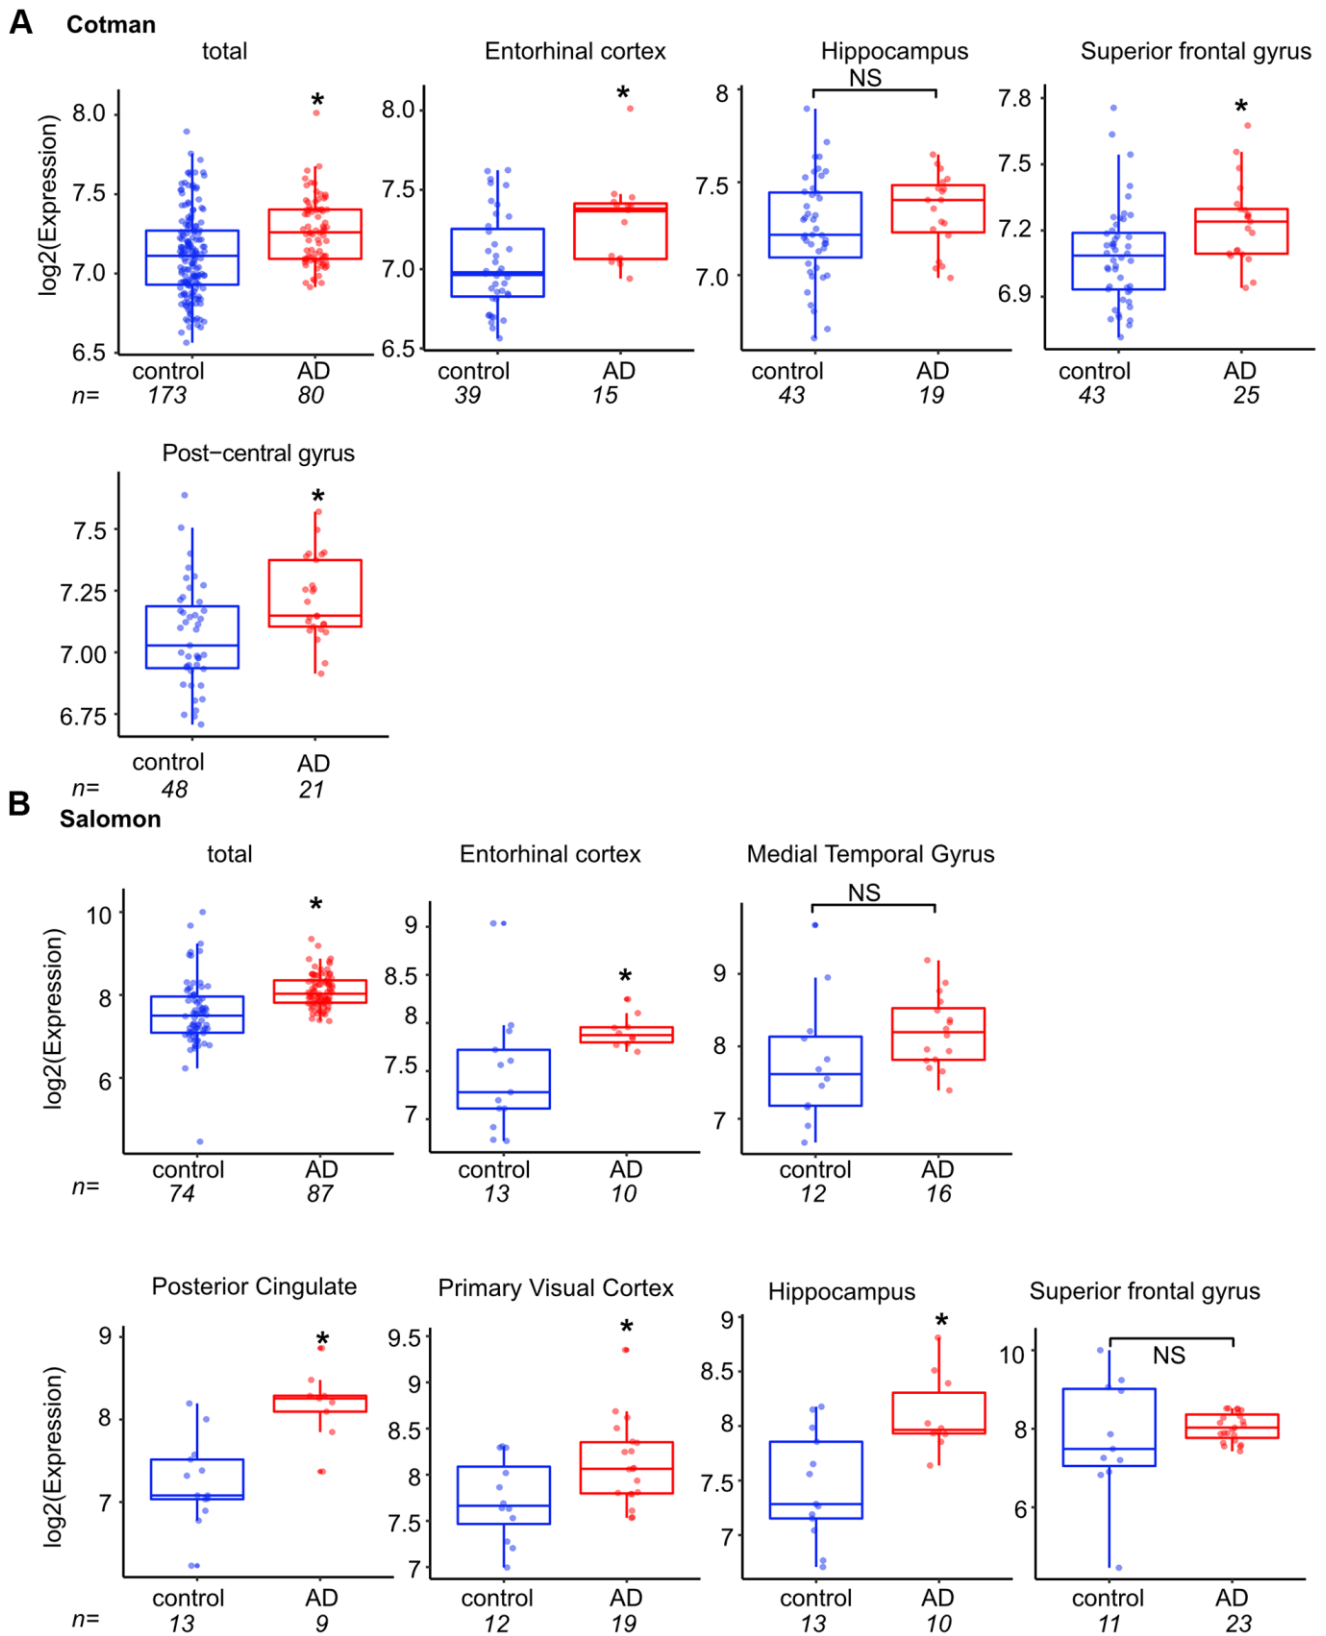 A Cotman
total Entorhinal cortex Hippocampus Superior frontal gyrus
log2(Expression)
8.0
7.5
7.0
6.5
*
control AD
n= 173 80
8.0
7.5
7.0
6.5
*
control AD
39 15
8
7.5
7.0
NS
control AD
43 19
7.8
7.5
7.2
6.9
*
control AD
43 25
Post-central gyrus
7.5
7.25
7.00
6.75
*
control AD
n= 48 21
B Salomon
total Entorhinal cortex Medial Temporal Gyrus
log2(Expression)
10
8
6
*
control AD
n= 74 87
9
8.5
8
7.5
7
*
control AD
13 10
9
8
7
NS
control AD
12 16
Posterior Cingulate Primary Visual Cortex Hippocampus Superior frontal gyrus
log2(Expression)
9
8
7
*
control AD
n= 13 9
9.5
9
8.5
8
7.5
7
*
control AD
12 19
9
8.5
8
7.5
7
*
control AD
13 10
10
8
6
NS
control AD
11 23